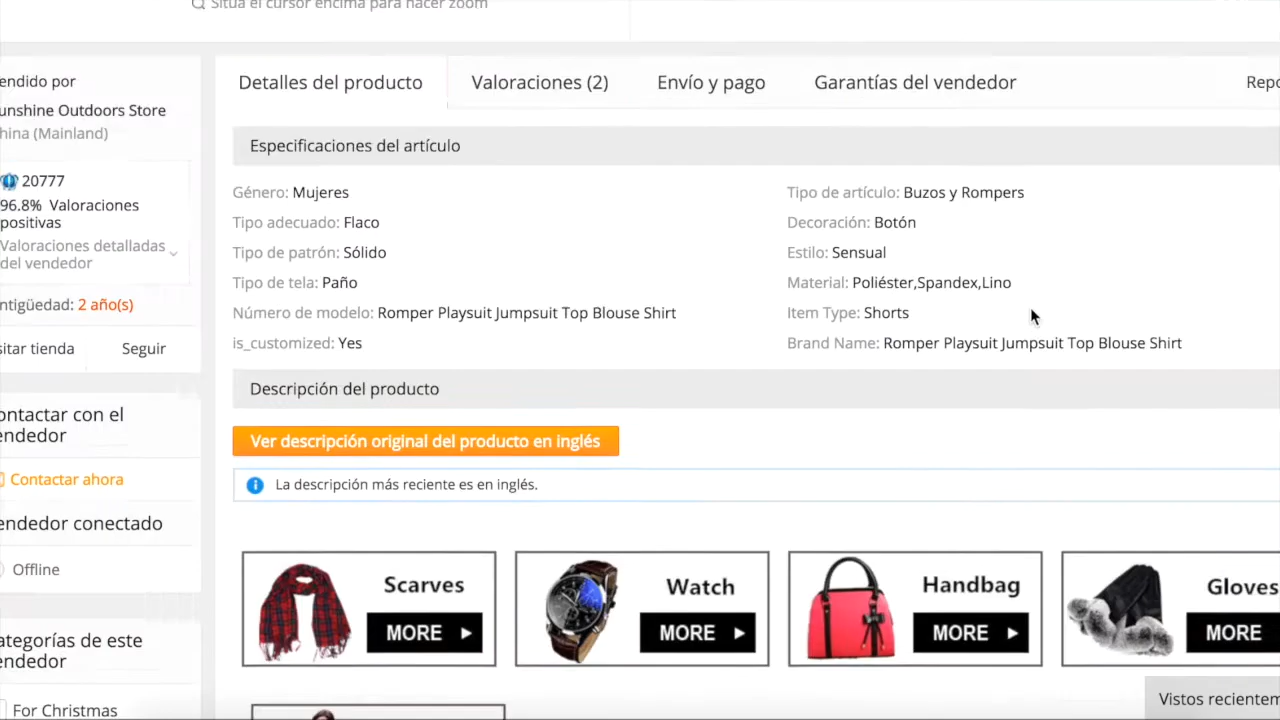 Situa el cursor encima para hacer zoom
endido por
unshine Outdoors Store
hina (Mainland)
20777
96.8% Valoraciones
positivas
Valoraciones detalladas
del vendedor
ntigüedad: 2 año(s)
sitar tienda Seguir
ontactar con el
endedor
Contactar ahora
endedor conectado
Offline
ategorías de este
endedor
For Christmas
Detalles del producto Valoraciones (2) Envío y pago Garantías del vendedor Repo
Especificaciones del artículo
Género: Mujeres Tipo de artículo: Buzos y Rompers
Tipo adecuado: Flaco Decoración: Botón
Tipo de patrón: Sólido Estilo: Sensual
Tipo de tela: Paño Material: Poliéster,Spandex,Lino
Número de modelo: Romper Playsuit Jumpsuit Top Blouse Shirt Item Type: Shorts
is_customized: Yes Brand Name: Romper Playsuit Jumpsuit Top Blouse Shirt
Descripción del producto
Ver descripción original del producto en inglés
La descripción más reciente es en inglés.
Scarves
MORE
Watch
MORE
Handbag
MORE
Gloves
MORE
Vistos recientem